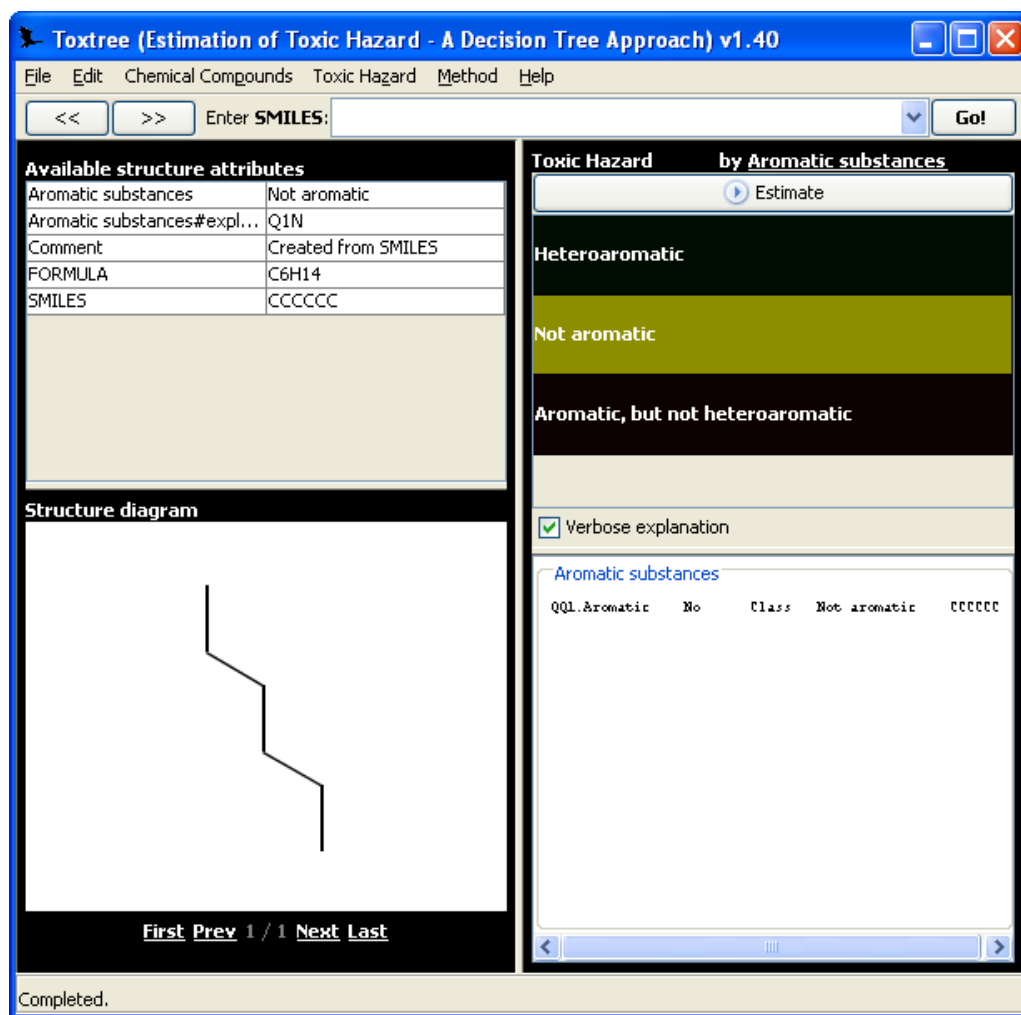 Toxtree (Estimation of Toxic Hazard - A Decision Tree Approach) v1.40
File Edit Chemical Compounds Toxic Hazard Method Help
<< >> Enter SMILES: Go!
Available structure attributes
Aromatic substances Not aromatic
Aromatic substances#expl... Q1N
Comment Created from SMILES
FORMULA C6H14
SMILES CCCCCC
Structure diagram
First Prev 1 / 1 Next Last
Toxic Hazard by Aromatic substances
Estimate
Heteroaromatic
Not aromatic
Aromatic, but not heteroaromatic
Verbose explanation
Aromatic substances
QQ1.Aromatic No Class Not aromatic CCCCCC
Completed.